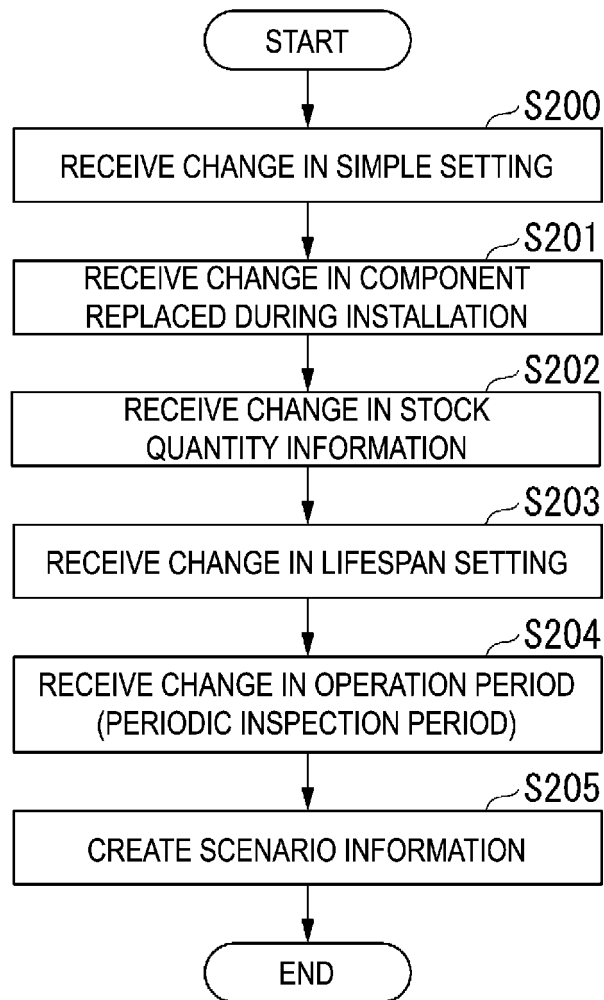 START
S200
RECEIVE CHANGE IN SIMPLE SETTING
S201
RECEIVE CHANGE IN COMPONENT
REPLACED DURING INSTALLATION
S202
RECEIVE CHANGE IN STOCK
QUANTITY INFORMATION
S203
RECEIVE CHANGE IN LIFESPAN SETTING
S204
RECEIVE CHANGE IN OPERATION PERIOD
(PERIODIC INSPECTION PERIOD)
S205
CREATE SCENARIO INFORMATION
END